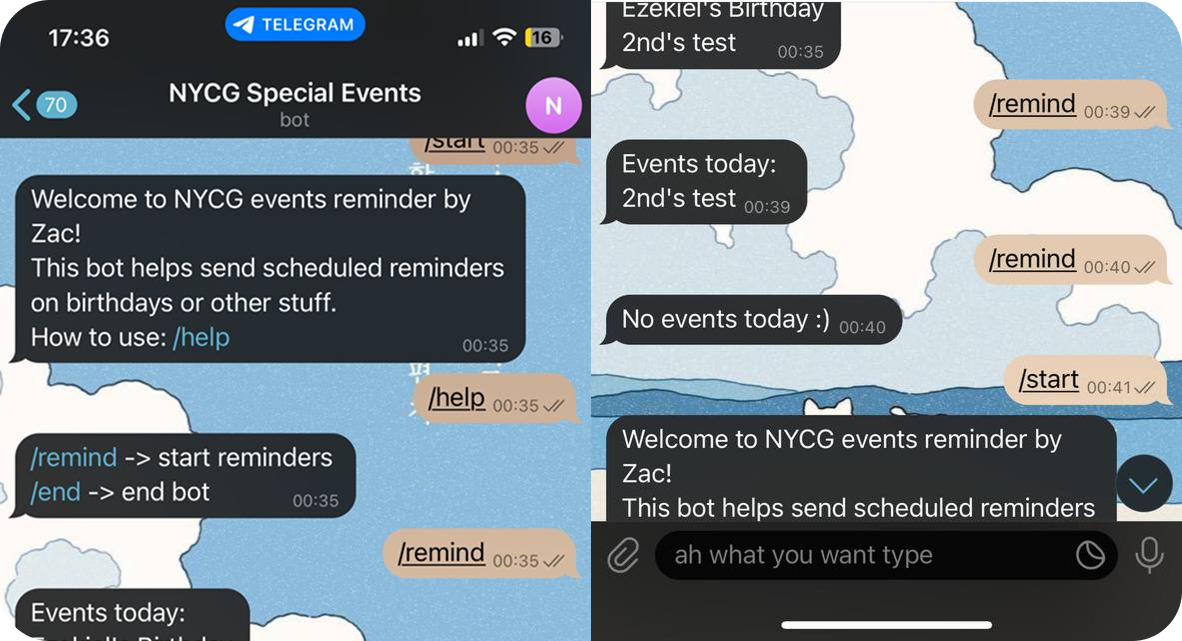 17:36
TELEGRAM
16
70
NYCG Special Events
bot
N
/start 00:35
Welcome to NYCG events reminder by
Zac!
This bot helps send scheduled reminders
on birthdays or other stuff.
How to use: /help
00:35
/help 00:35
/remind -> start reminders
/end -> end bot
00:35
/remind 00:35
Events today:
Ezekiel's Birthday
Ezekiel's Birthday
2nd's test
00:35
/remind 00:39
Events today:
2nd's test 00:39
/remind 00:40
No events today :) 00:40
/start 00:41
Welcome to NYCG events reminder by
Zac!
This bot helps send scheduled reminders
ah what you want type